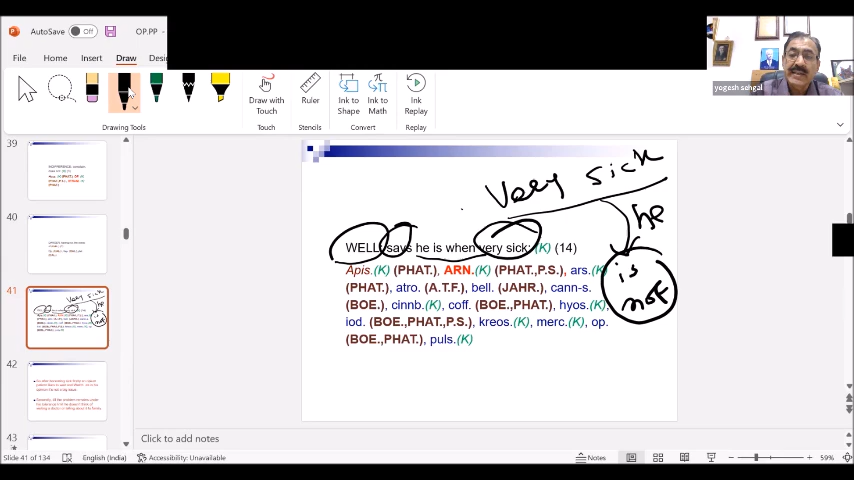 AutoSave Off OP.PP
File Home Insert Draw Desi
Draw with Touch
Ruler
Ink to Shape
Ink to Math
Ink Replay
Drawing Tools Touch Stencils Convert Replay
yogesh sehgal
39
40
41
42
43
Very sick
he
is
not
WELL; says he is when very sick: (K) (14)
Apis.(K) (PHAT.), ARN.(K) (PHAT.,P.S.), ars.(K)
(PHAT.), atro. (A.T.F.), bell. (JAHR.), cann-s.
(BOE.), cinnb.(K), coff. (BOE.,PHAT.), hyos.(K),
iod. (BOE.,PHAT.,P.S.), kreos.(K), merc.(K), op.
(BOE.,PHAT.), puls.(K)
Click to add notes
Slide 41 of 134 English (India) Accessibility: Unavailable Notes 59%